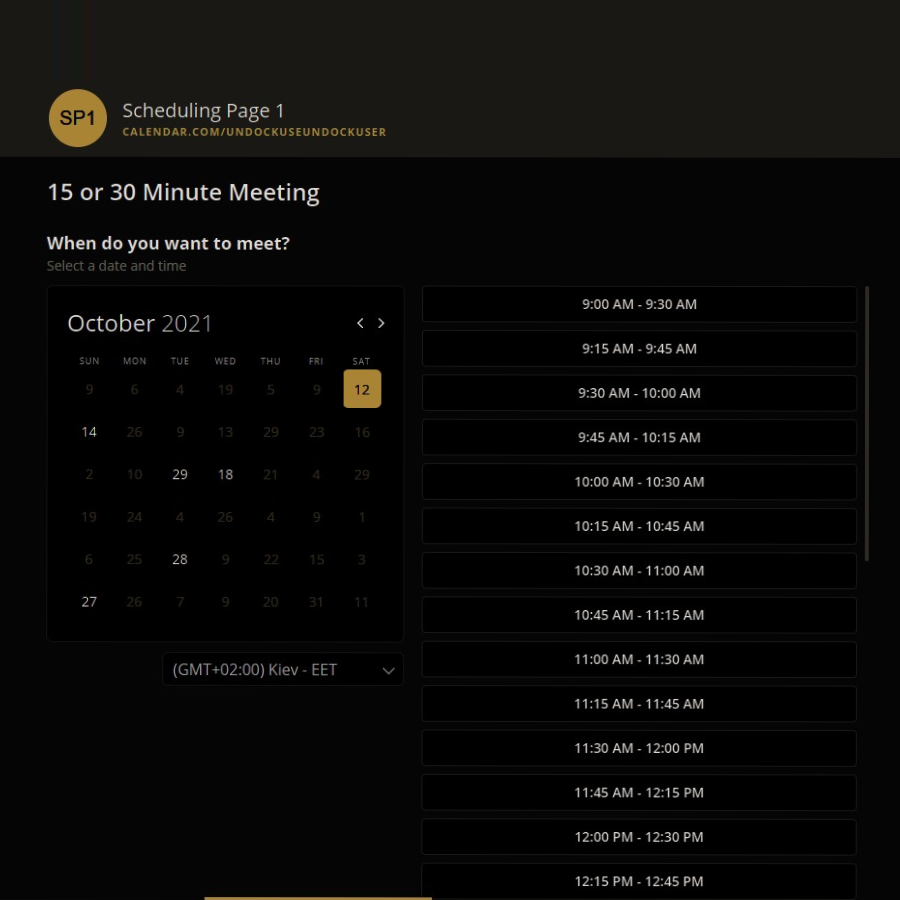 SP1
Scheduling Page 1
CALENDAR.COM/UNDOCKUSEUNDOCKUSER
15 or 30 Minute Meeting
When do you want to meet?
Select a date and time
October 2021
SUN MON TUE WED THU FRI SAT
9 6 4 19 5 9 12
14 26 9 13 29 23 16
2 10 29 18 21 4 29
19 24 4 26 4 9 1
6 25 28 9 22 15 3
27 26 7 9 20 31 11
(GMT+02:00) Kiev - EET
9:00 AM - 9:30 AM
9:15 AM - 9:45 AM
9:30 AM - 10:00 AM
9:45 AM - 10:15 AM
10:00 AM - 10:30 AM
10:15 AM - 10:45 AM
10:30 AM - 11:00 AM
10:45 AM - 11:15 AM
11:00 AM - 11:30 AM
11:15 AM - 11:45 AM
11:30 AM - 12:00 PM
11:45 AM - 12:15 PM
12:00 PM - 12:30 PM
12:15 PM - 12:45 PM